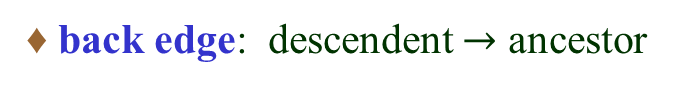 ♦ back edge: descendent → ancestor